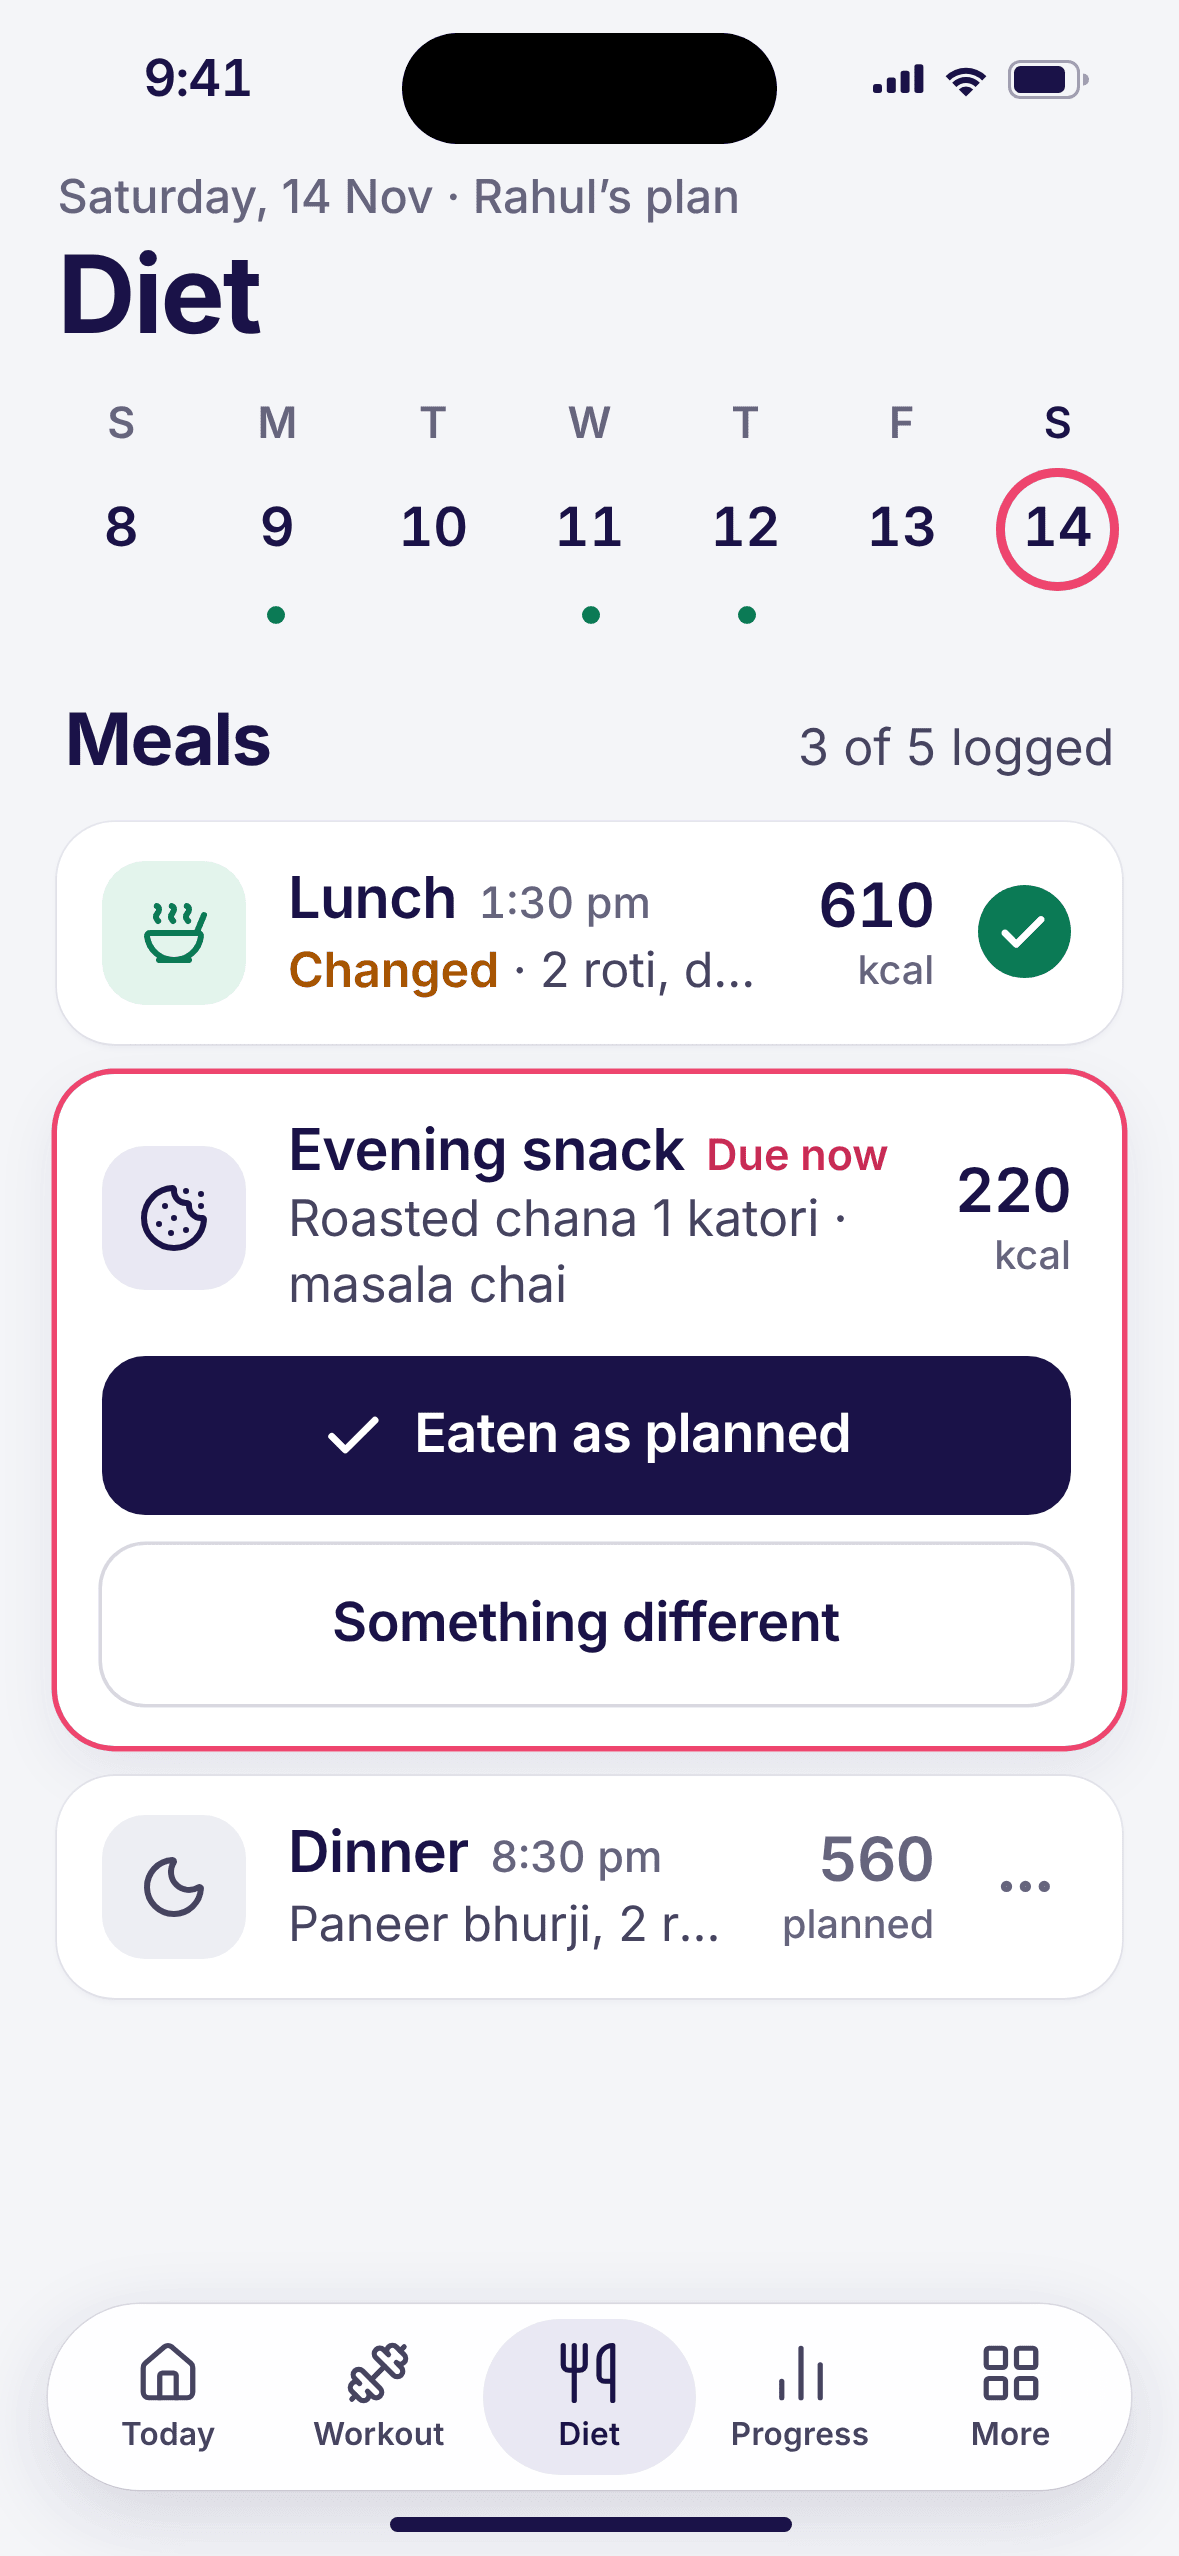 9:41
Saturday, 14 Nov · Rahul’s plan
Diet
S M T W T F S
8 9 10 11 12 13 14
Meals
3 of 5 logged
Lunch 1:30 pm
Changed · 2 roti, d...
610
kcal
Evening snack Due now
Roasted chana 1 katori ·
masala chai
220
kcal
Eaten as planned
Something different
Dinner 8:30 pm
Paneer bhurji, 2 r...
560
planned
Today Workout Diet Progress More